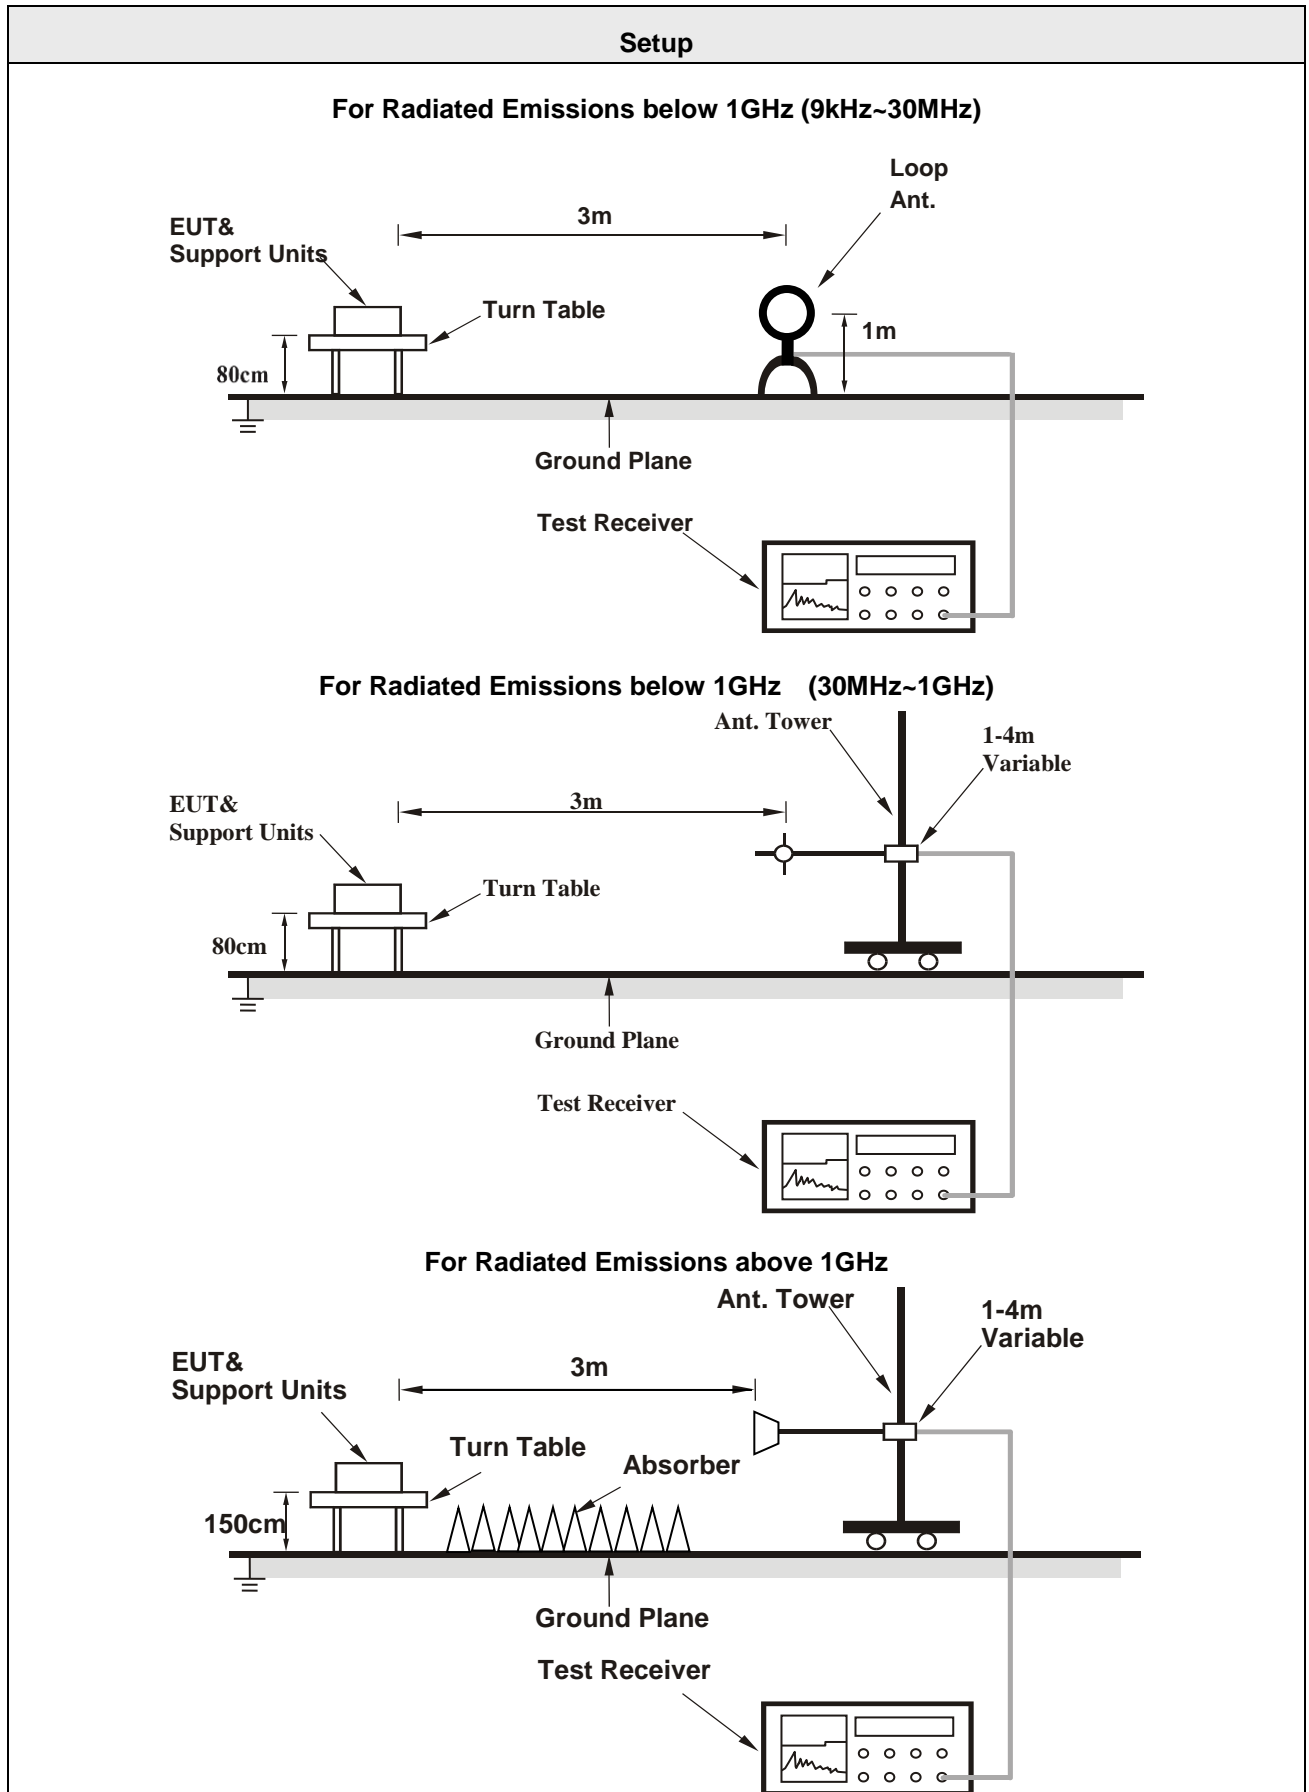 Setup
For Radiated Emissions below 1GHz (9kHz~30MHz)
Loop
Ant.
3m
EUT&
Support Units
Turn Table
1m
80cm
Ground Plane
Test Receiver
For Radiated Emissions below 1GHz (30MHz~1GHz)
Ant. Tower
1-4m
Variable
3m
EUT&
Support Units
Turn Table
80cm
Ground Plane
Test Receiver
For Radiated Emissions above 1GHz
Ant. Tower
1-4m
Variable
EUT&
Support Units
3m
Turn Table
Absorber
150cm
Ground Plane
Test Receiver